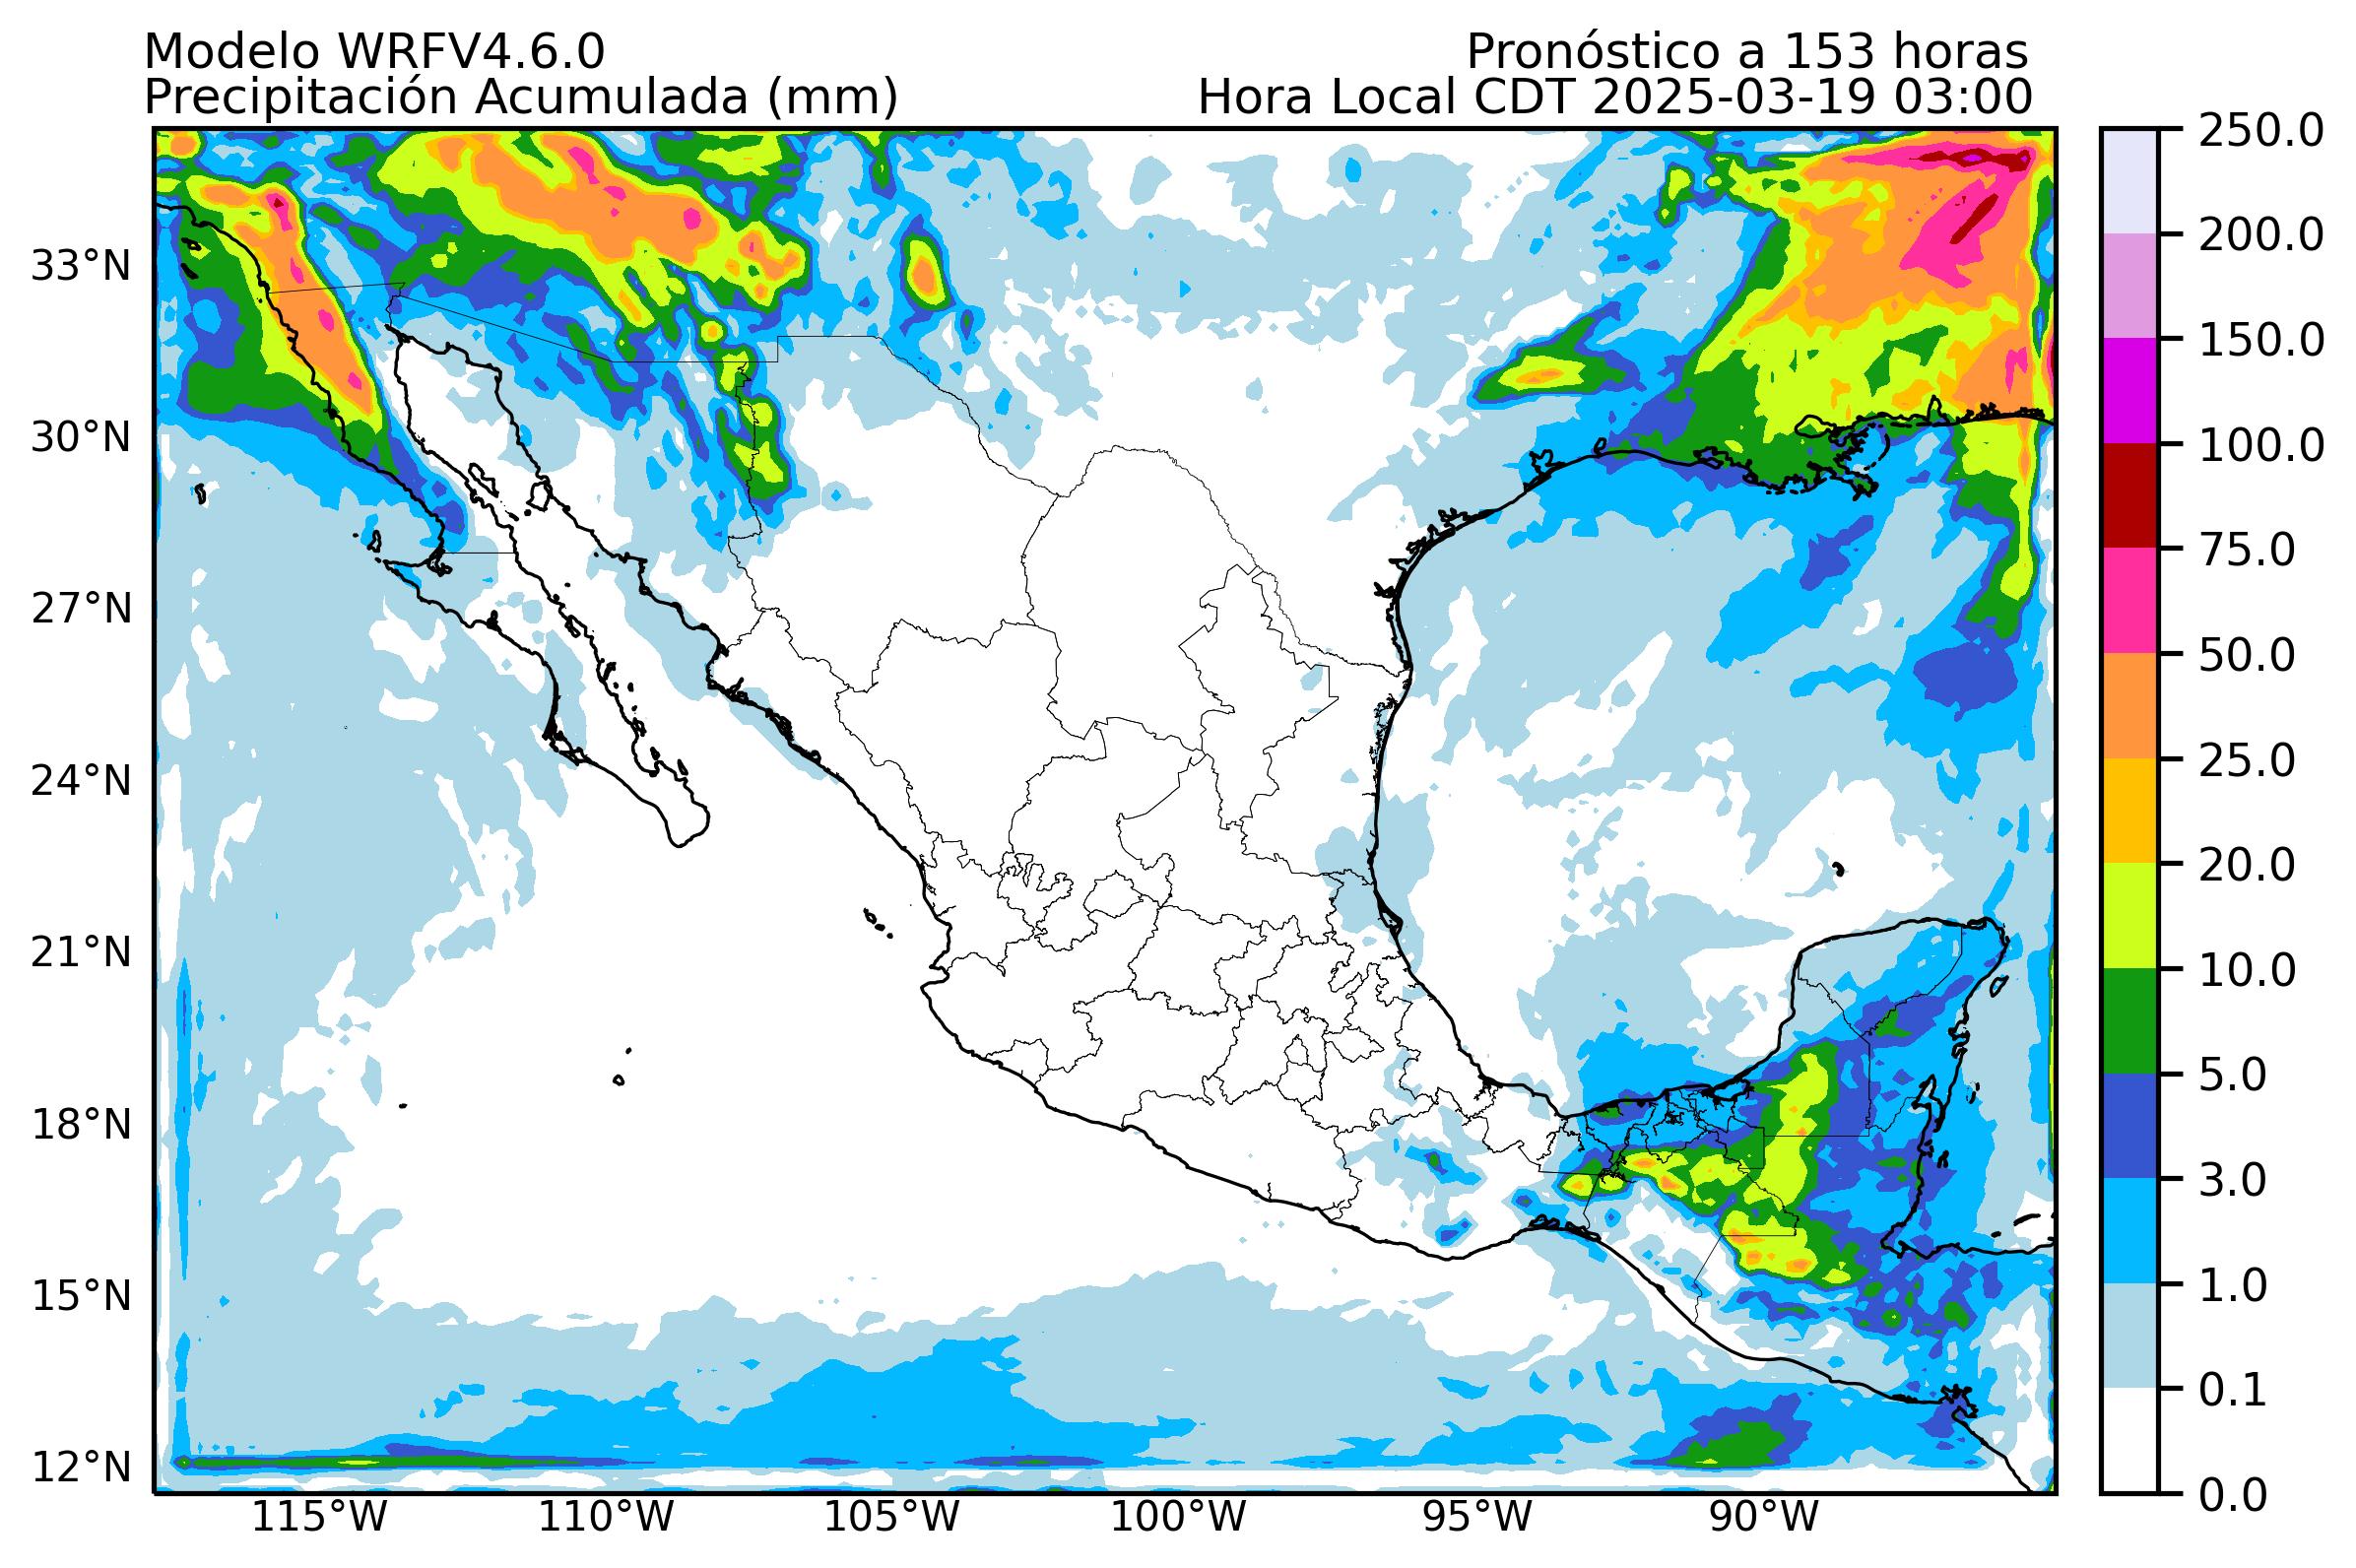 Modelo WRFV4.6.0
Pronóstico a 153 horas
Precipitación Acumulada (mm)
Hora Local CDT 2025-03-19 03:00
33°N
30°N
27°N
24°N
21°N
18°N
15°N
12°N
115°W
110°W
105°W
100°W
95°W
90°W
250.0
200.0
150.0
100.0
75.0
50.0
25.0
20.0
10.0
5.0
3.0
1.0
0.1
0.0